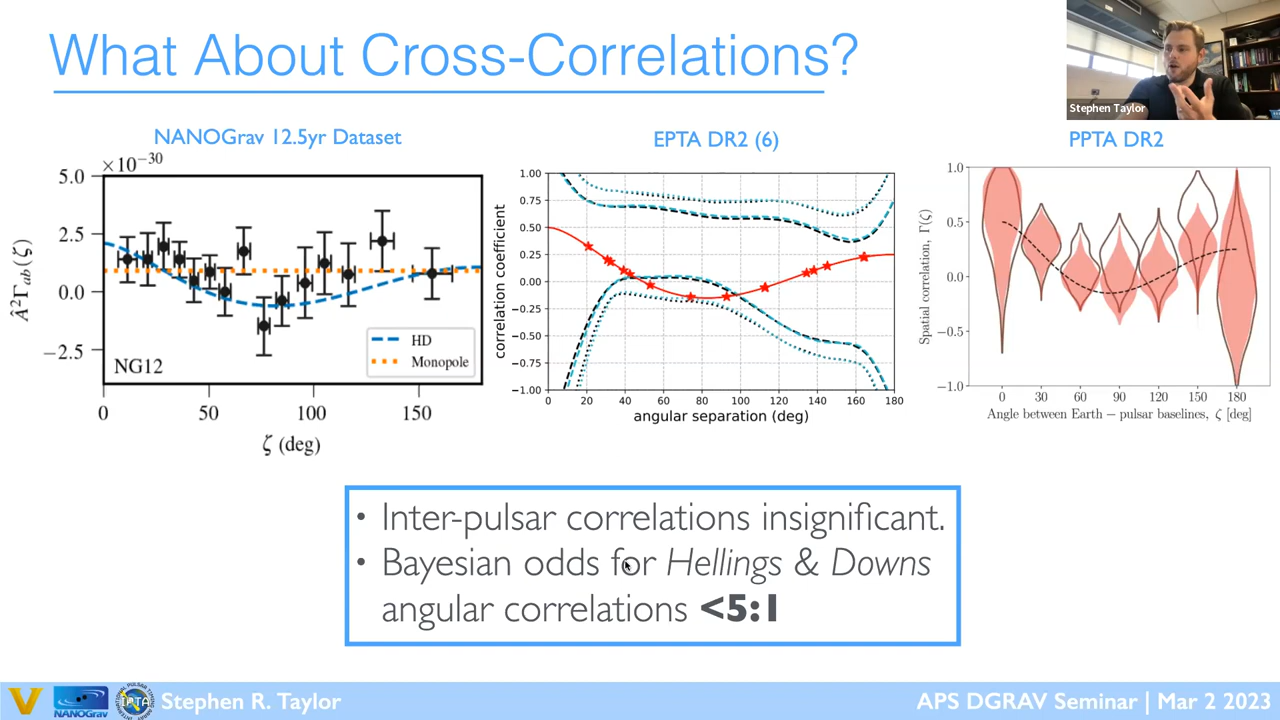 What About Cross-Correlations?
Stephen Taylor
NANOGrav 12.5yr Dataset
×10⁻³⁰
5.0
2.5
0.0
−2.5
Â²Γab(ζ)
NG12
HD
Monopole
0 50 100 150
ζ (deg)
EPTA DR2 (6)
1.00
0.75
0.50
0.25
0.00
−0.25
−0.50
−0.75
−1.00
correlation coefficient
0 20 40 60 80 100 120 140 160 180
angular separation (deg)
PPTA DR2
1.0
0.5
0.0
−0.5
−1.0
Spatial correlation, Γ(ζ)
0 30 60 90 120 150 180
Angle between Earth − pulsar baselines, ζ [deg]
• Inter-pulsar correlations insignificant.
• Bayesian odds for Hellings & Downs
angular correlations <5:1
V NANOGrav IPTA Stephen R. Taylor
APS DGRAV Seminar | Mar 2 2023